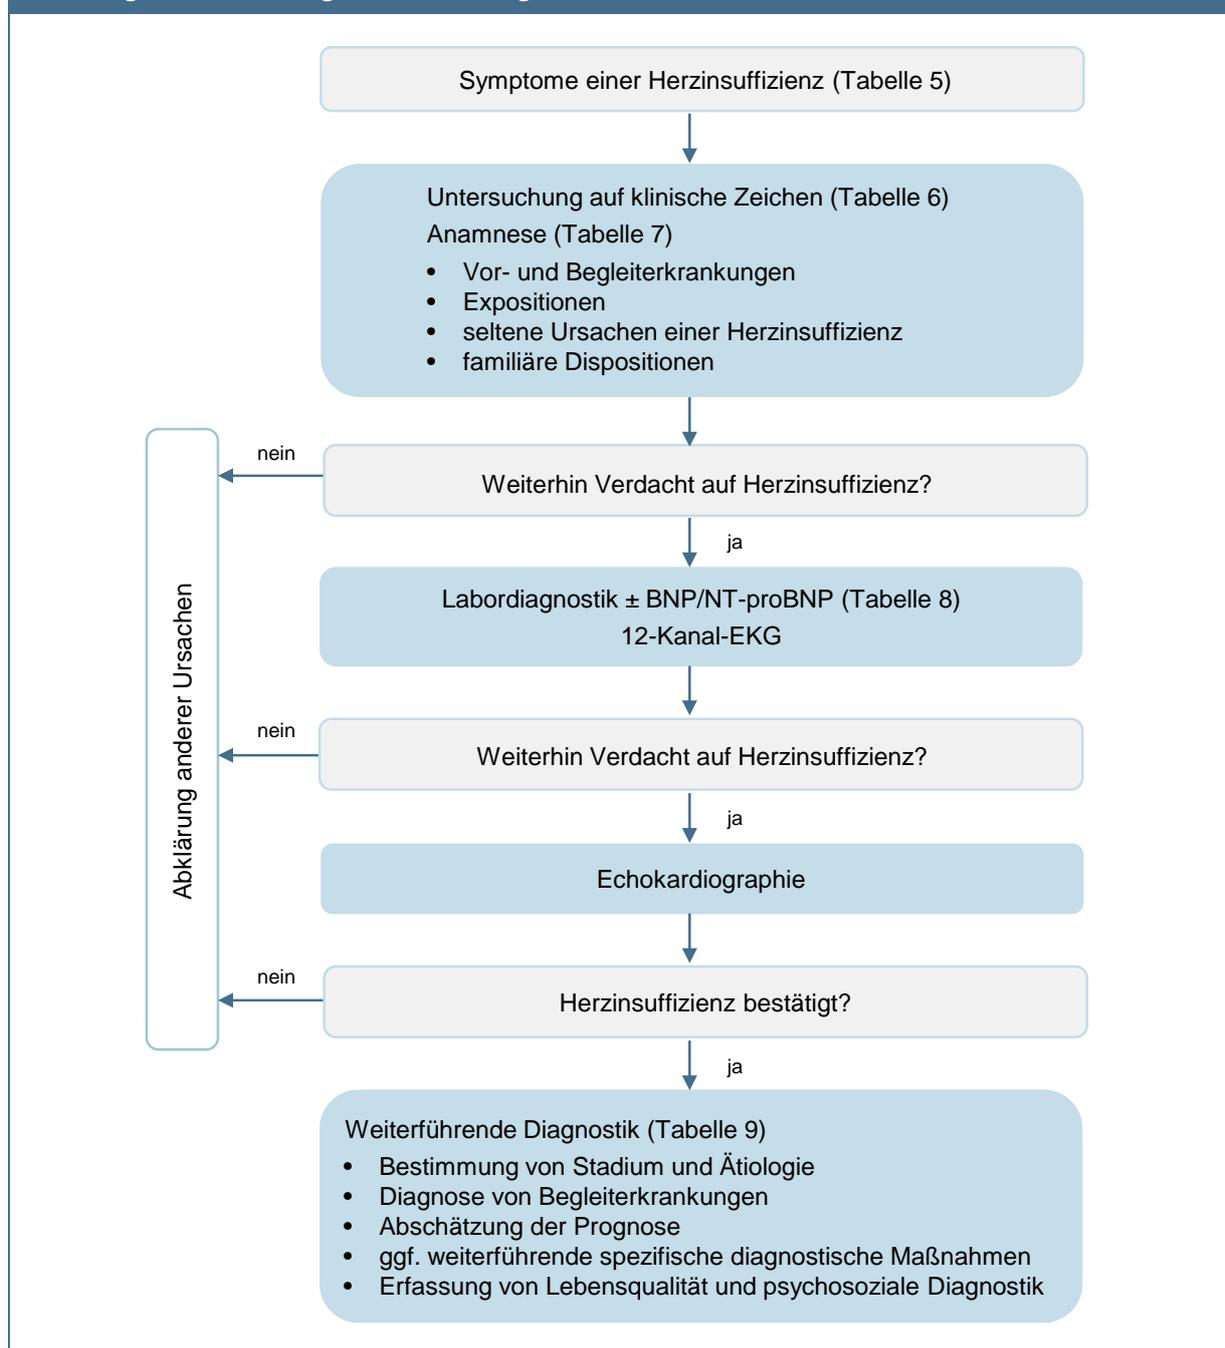 Symptome einer Herzinsuffizienz (Tabelle 5)
Untersuchung auf klinische Zeichen (Tabelle 6)
Anamnese (Tabelle 7)
• Vor- und Begleiterkrankungen
• Expositionen
• seltene Ursachen einer Herzinsuffizienz
• familiäre Dispositionen
nein
Weiterhin Verdacht auf Herzinsuffizienz?
ja
Labordiagnostik ± BNP/NT-proBNP (Tabelle 8)
12-Kanal-EKG
Abklärung anderer Ursachen
nein
Weiterhin Verdacht auf Herzinsuffizienz?
ja
Echokardiographie
nein
Herzinsuffizienz bestätigt?
ja
Weiterführende Diagnostik (Tabelle 9)
• Bestimmung von Stadium und Ätiologie
• Diagnose von Begleiterkrankungen
• Abschätzung der Prognose
• ggf. weiterführende spezifische diagnostische Maßnahmen
• Erfassung von Lebensqualität und psychosoziale Diagnostik